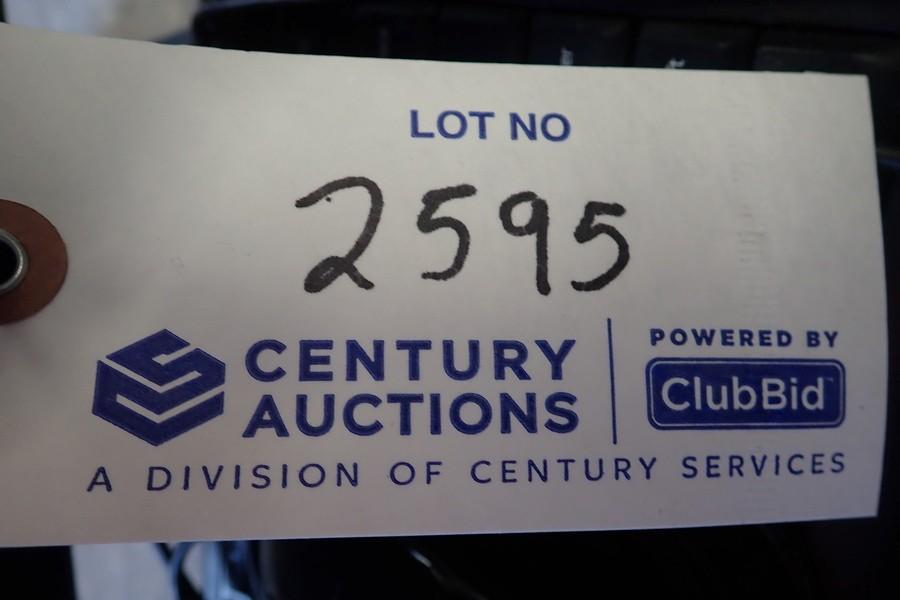 LOT NO
2595
CENTURY
AUCTIONS
POWERED BY
ClubBid
A DIVISION OF CENTURY SERVICES